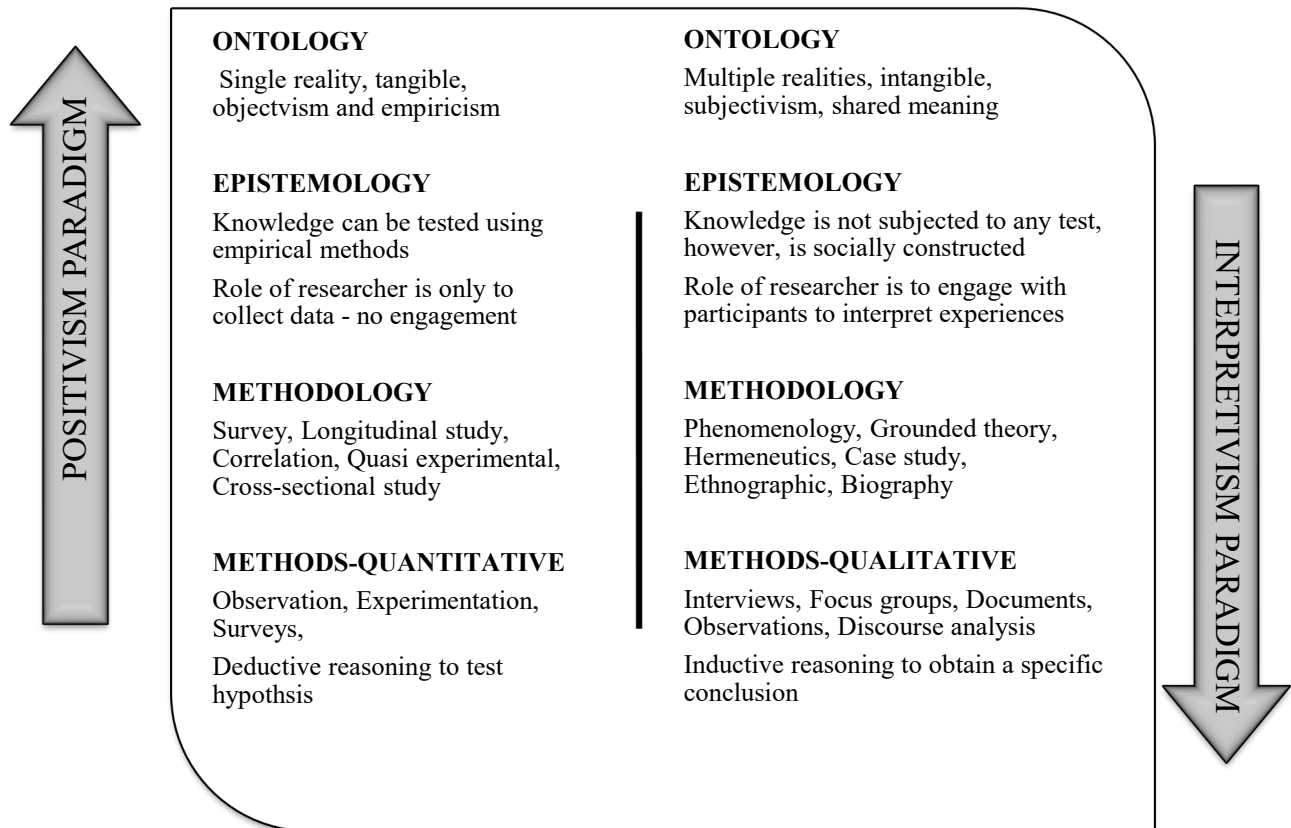 POSITIVISM PARADIGM
ONTOLOGY
Single reality, tangible,
objectvism and empiricism
EPISTEMOLOGY
Knowledge can be tested using
empirical methods
Role of researcher is only to
collect data - no engagement
METHODOLOGY
Survey, Longitudinal study,
Correlation, Quasi experimental,
Cross-sectional study
METHODS-QUANTITATIVE
Observation, Experimentation,
Surveys,
Deductive reasoning to test
hypothsis
ONTOLOGY
Multiple realities, intangible,
subjectivism, shared meaning
EPISTEMOLOGY
Knowledge is not subjected to any test,
however, is socially constructed
Role of researcher is to engage with
participants to interpret experiences
METHODOLOGY
Phenomenology, Grounded theory,
Hermeneutics, Case study,
Ethnographic, Biography
METHODS-QUALITATIVE
Interviews, Focus groups, Documents,
Observations, Discourse analysis
Inductive reasoning to obtain a specific
conclusion
INTERPRETIVISM PARADIGM